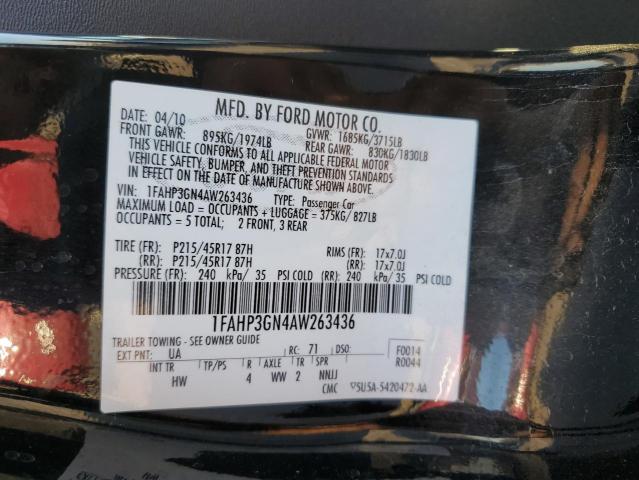 MFD. BY FORD MOTOR CO.
DATE: 04/10 GVWR: 1685KG/3715LB
FRONT GAWR: 895KG/1974LB REAR GAWR: 830KG/1830LB
THIS VEHICLE CONFORMS TO ALL APPLICABLE FEDERAL MOTOR
VEHICLE SAFETY, BUMPER, AND THEFT PREVENTION STANDARDS
IN EFFECT ON THE DATE OF MANUFACTURE SHOWN ABOVE.
VIN: 1FAHP3GN4AW263436 TYPE: Passenger Car
MAXIMUM LOAD = OCCUPANTS + LUGGAGE = 375KG/ 827LB
OCCUPANTS = 5 TOTAL; 2 FRONT, 3 REAR
TIRE (FR): P215/45R17 87H RIMS (FR): 17x7.0J
(RR): P215/45R17 87H (RR): 17x7.0J
PRESSURE (FR): 240 kPa/ 35 PSI COLD (RR): 240 kPa/ 35 PSI COLD
1FAHP3GN4AW263436
TRAILER TOWING - SEE OWNER GUIDE
EXT PNT: UA RC: 71 DSO: F0014
R0044
INT TR TP/PS R AXLE TR SPR
HW 4 WW 2 NNJJ
CMC 5U5A-5420472-AA